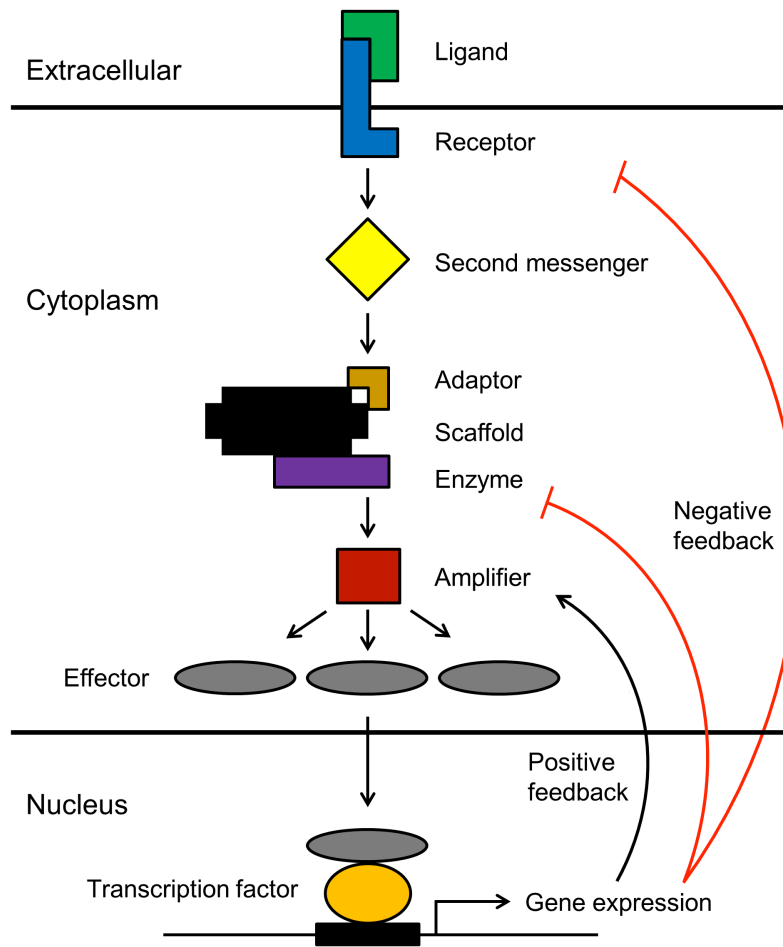 Ligand
Extracellular
Receptor
Second messenger
Cytoplasm
Adaptor
Scaffold
Enzyme
Negative
feedback
Amplifier
Effector
Positive
feedback
Nucleus
Transcription factor
Gene expression